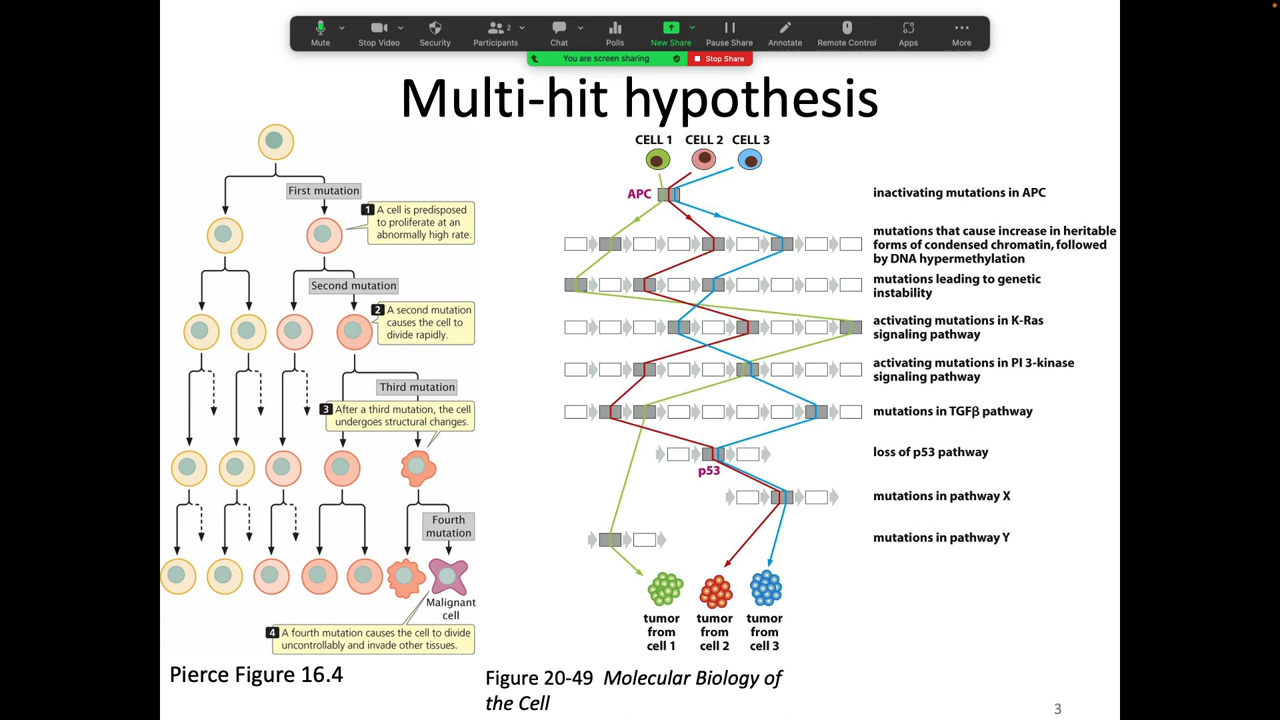 Mute
Stop Video
Security
2
Participants
Chat
Polls
New Share
Pause Share
Annotate
Remote Control
Apps
More
You are screen sharing
Stop Share
Multi-hit hypothesis
First mutation
1 A cell is predisposed
to proliferate at an
abnormally high rate.
Second mutation
2 A second mutation
causes the cell to
divide rapidly.
Third mutation
3 After a third mutation, the cell
undergoes structural changes.
Fourth
mutation
Malignant
cell
4 A fourth mutation causes the cell to divide
uncontrollably and invade other tissues.
Pierce Figure 16.4
CELL 1 CELL 2 CELL 3
APC
inactivating mutations in APC
mutations that cause increase in heritable
forms of condensed chromatin, followed
by DNA hypermethylation
mutations leading to genetic
instability
activating mutations in K-Ras
signaling pathway
activating mutations in PI 3-kinase
signaling pathway
mutations in TGFβ pathway
loss of p53 pathway
p53
mutations in pathway X
mutations in pathway Y
tumor
from
cell 1
tumor
from
cell 2
tumor
from
cell 3
Figure 20-49 Molecular Biology of
the Cell
3